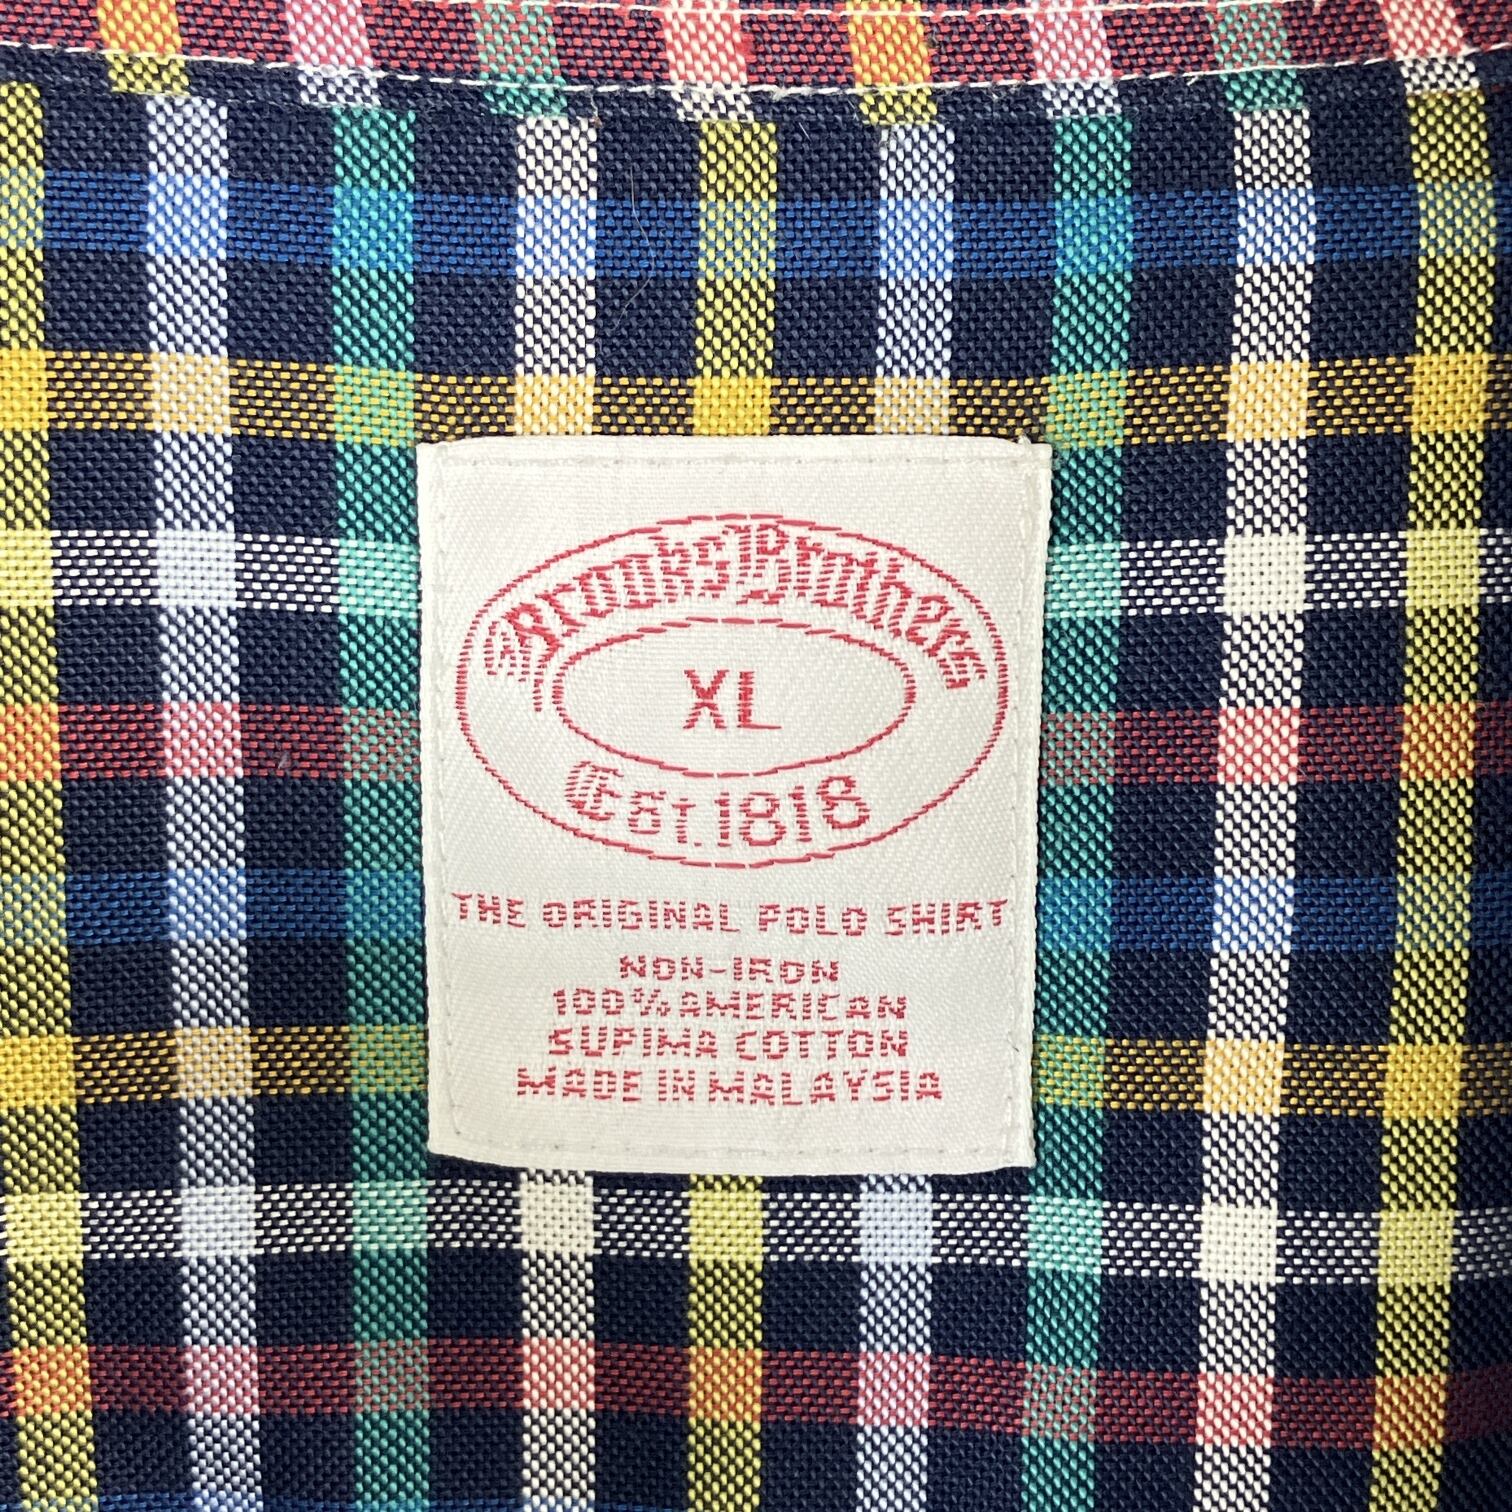 Brooks Brothers
XL
Est. 1818
THE ORIGINAL POLO SHIRT
NON-IRON
100% AMERICAN
SUPIMA COTTON
MADE IN MALAYSIA